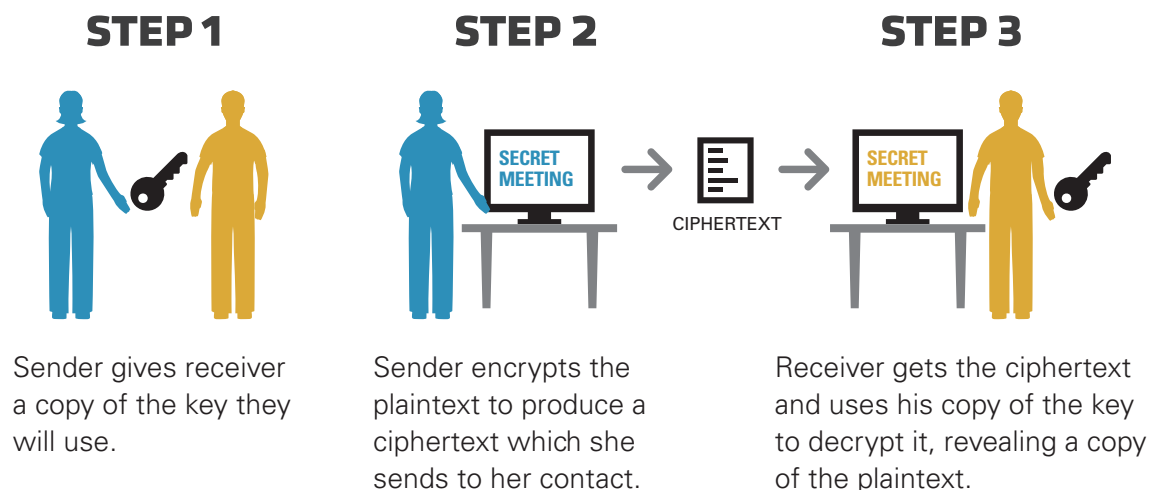 STEP 1
Sender gives receiver
a copy of the key they
will use.
STEP 2
SECRET
MEETING
CIPHERTEXT
Sender encrypts the
plaintext to produce a
ciphertext which she
sends to her contact.
STEP 3
SECRET
MEETING
Receiver gets the ciphertext
and uses his copy of the key
to decrypt it, revealing a copy
of the plaintext.